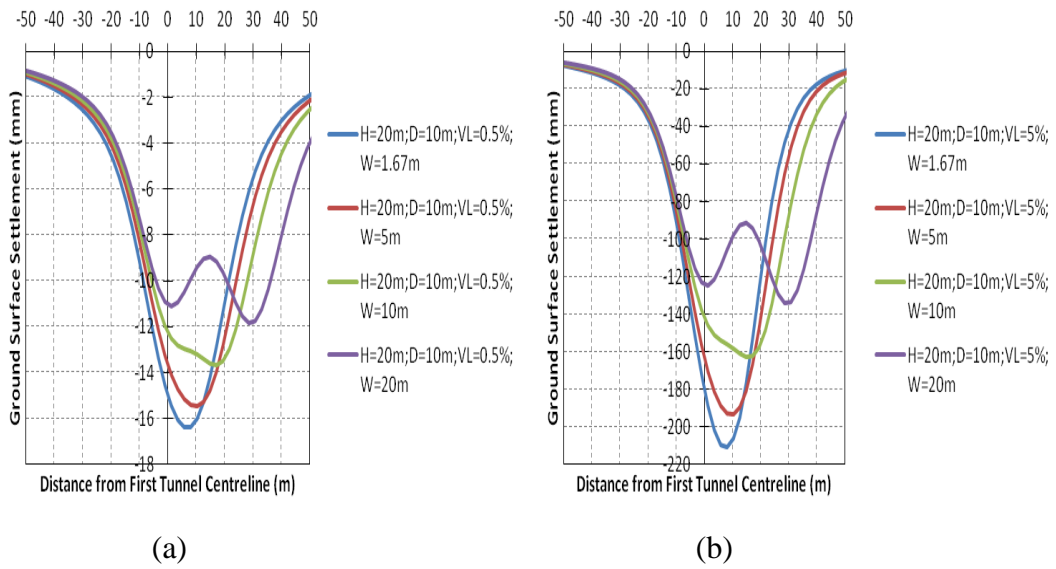 -50 -40 -30 -20 -10 0 10 20 30 40 50
-0
-2
-4
-6
-8
-10
-12
-14
-16
-18
Ground Surface Settlement (mm)
Distance from First Tunnel Centreline (m)
H=20m;D=10m;VL=0.5%;
W=1.67m
H=20m;D=10m;VL=0.5%;
W=5m
H=20m;D=10m;VL=0.5%;
W=10m
H=20m;D=10m;VL=0.5%;
W=20m
(a)
-50 -40 -30 -20 -10 0 10 20 30 40 50
0
-20
-40
-60
-80
-100
-120
-140
-160
-180
-200
-220
Ground Surface Settlement (mm)
Distance from First Tunnel Centreline (m)
H=20m;D=10m;VL=5%;
W=1.67m
H=20m;D=10m;VL=5%;
W=5m
H=20m;D=10m;VL=5%;
W=10m
H=20m;D=10m;VL=5%;
W=20m
(b)